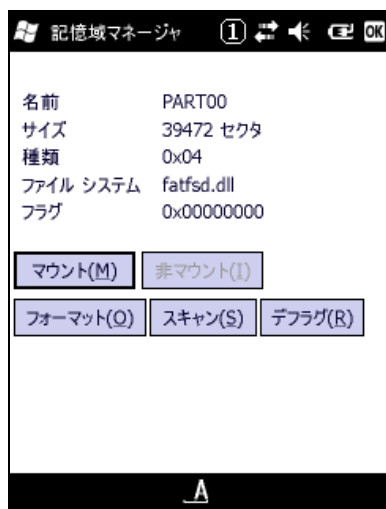 記憶域マネージャ 1 OK
名前 PART00
サイズ 39472 セクタ
種類 0x04
ファイル システム fatfsd.dll
フラグ 0x00000000
マウント(M) 非マウント(I)
フォーマット(O) スキャン(S) デフラグ(R)
A